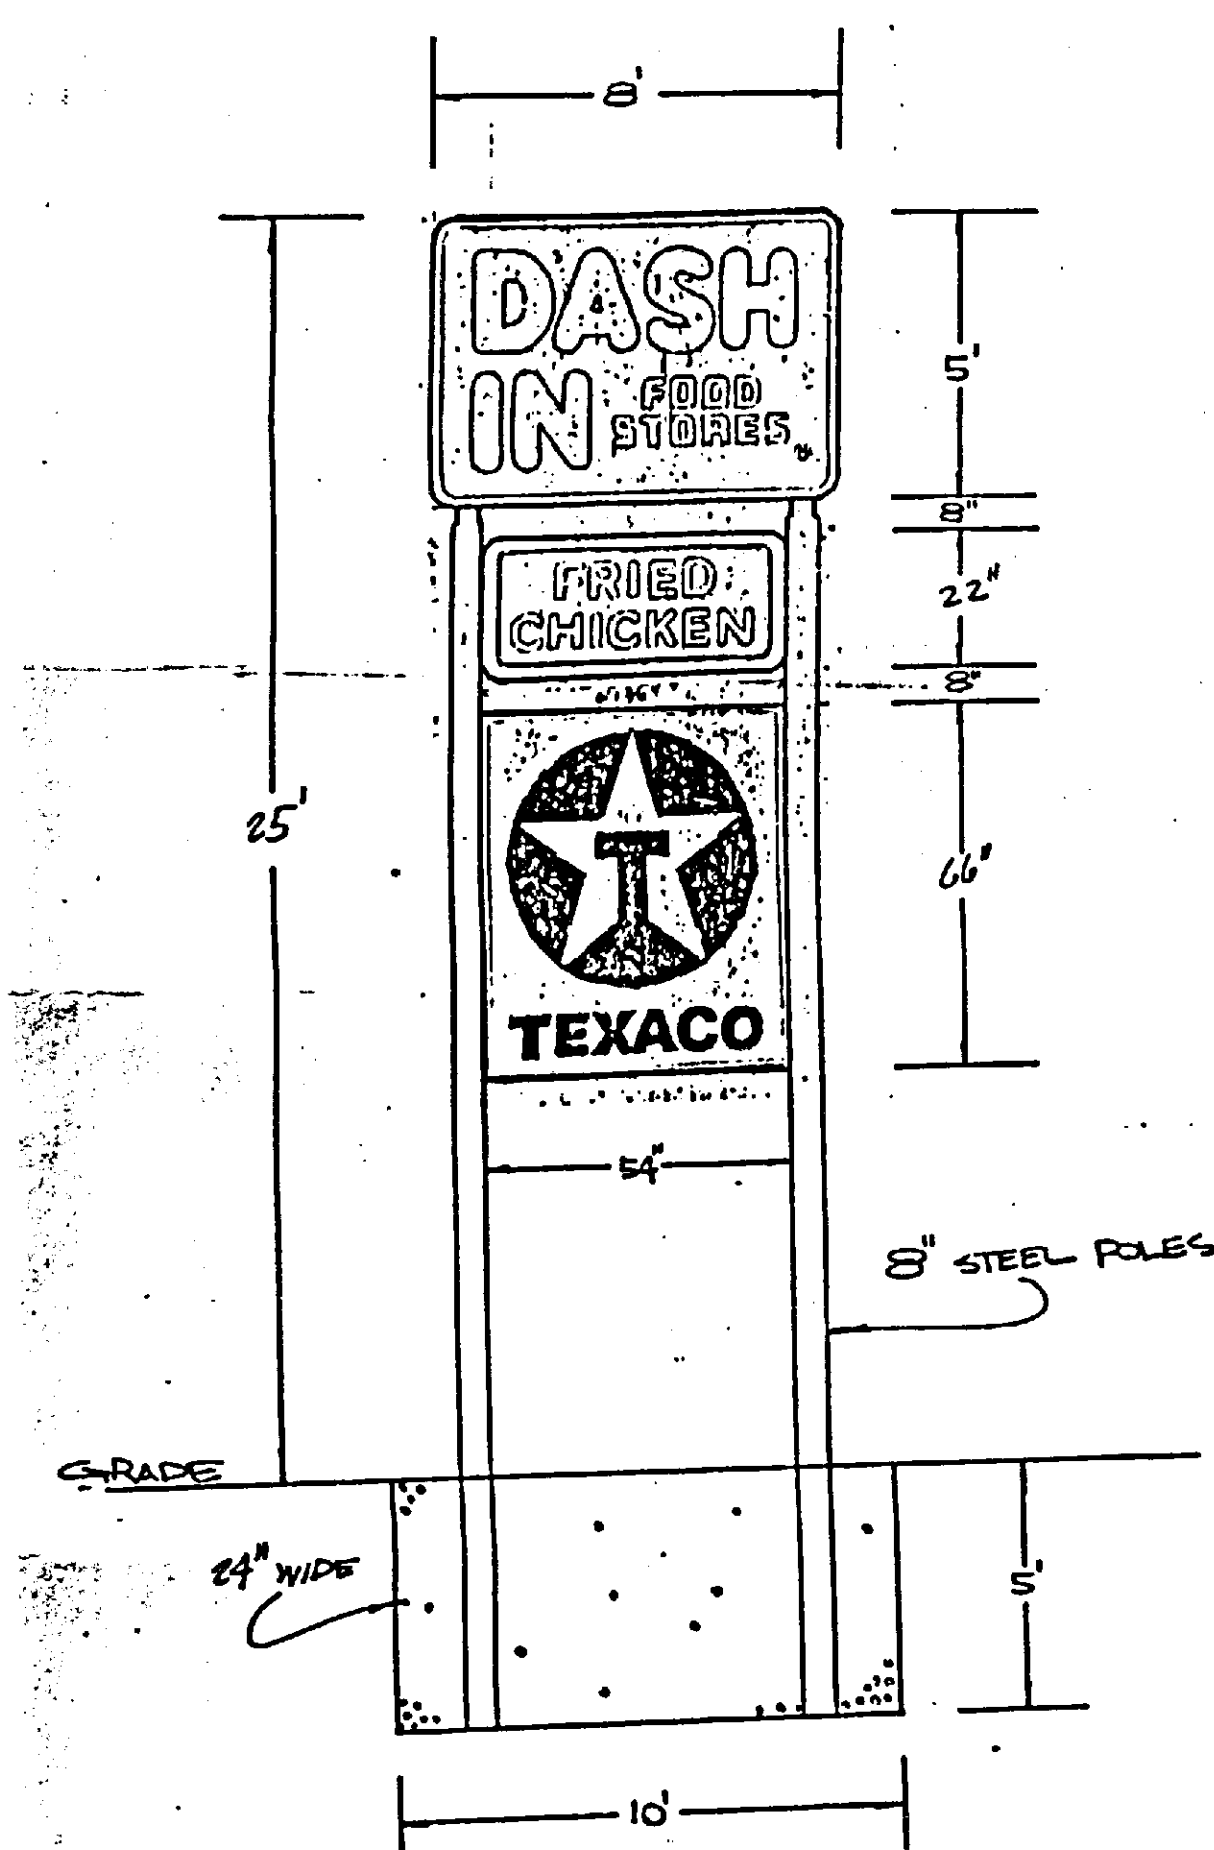 8'
DASH
IN FOOD
STORES
5'
8"
FRIED
CHICKEN
22"
8"
25'
T
66"
TEXACO
54"
8" STEEL POLES
GRADE
24" WIDE
5'
10'